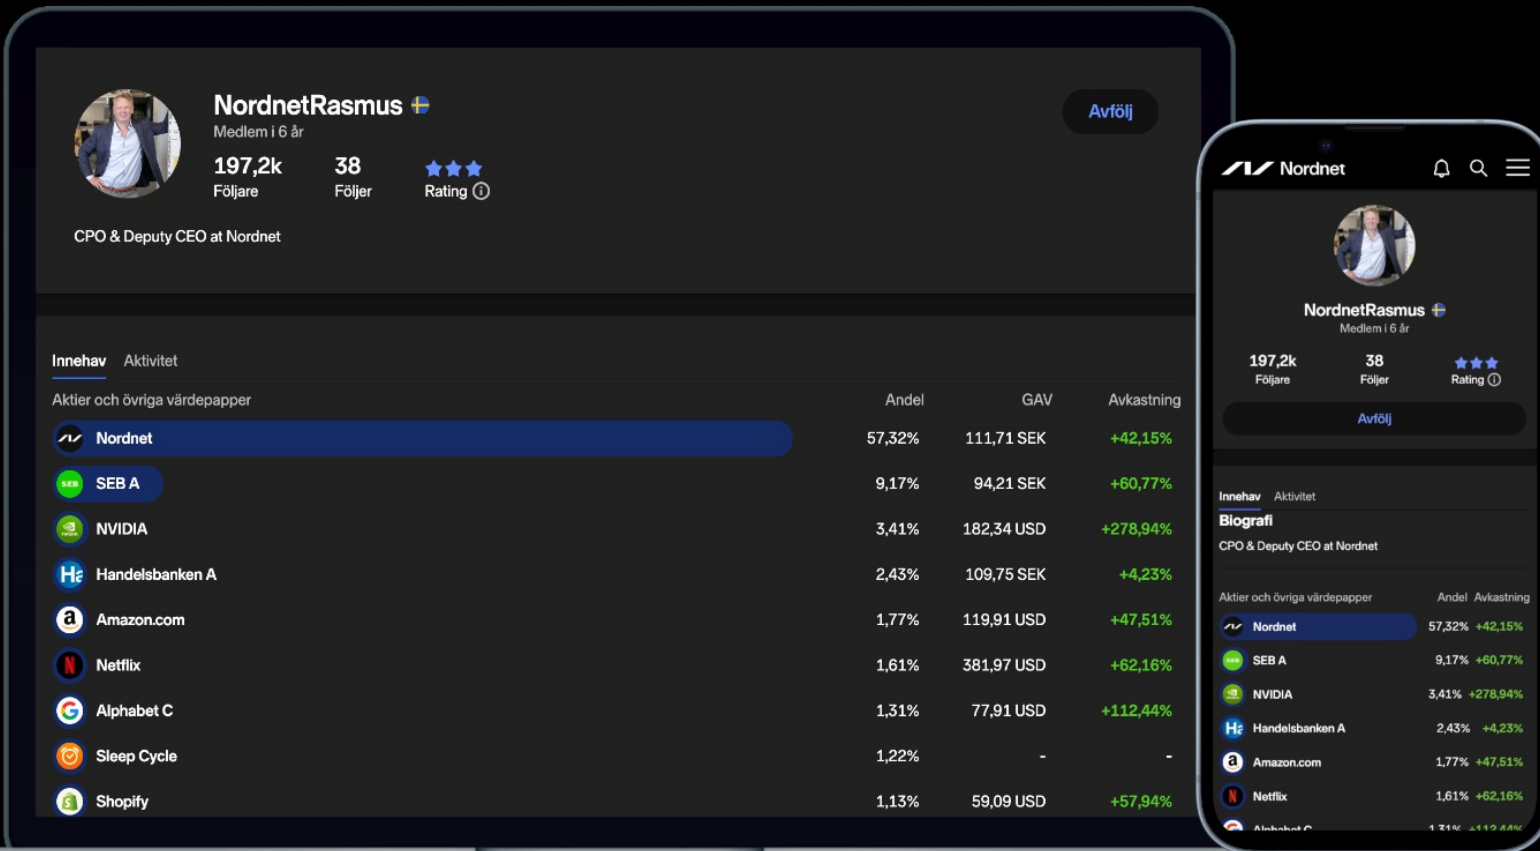 NordnetRasmus
Medlem i 6 år
Avfölj
197,2k 38
Följare Följer Rating
CPO & Deputy CEO at Nordnet
Innehav Aktivitet
Aktier och övriga värdepapper Andel GAV Avkastning
Nordnet 57,32% 111,71 SEK +42,15%
SEB SEB A 9,17% 94,21 SEK +60,77%
NVIDIA 3,41% 182,34 USD +278,94%
Handelsbanken A 2,43% 109,75 SEK +4,23%
a Amazon.com 1,77% 119,91 USD +47,51%
N Netflix 1,61% 381,97 USD +62,16%
G Alphabet C 1,31% 77,91 USD +112,44%
Sleep Cycle 1,22% - -
S Shopify 1,13% 59,09 USD +57,94%
Nordnet
NordnetRasmus
Medlem i 6 år
197,2k 38
Följare Följer Rating
Avfölj
Innehav Aktivitet
Biografi
CPO & Deputy CEO at Nordnet
Aktier och övriga värdepapper Andel Avkastning
Nordnet 57,32% +42,15%
SEB A 9,17% +60,77%
NVIDIA 3,41% +278,94%
Handelsbanken A 2,43% +4,23%
a Amazon.com 1,77% +47,51%
N Netflix 1,61% +62,16%
Alphabet C 1,31% +112,44%